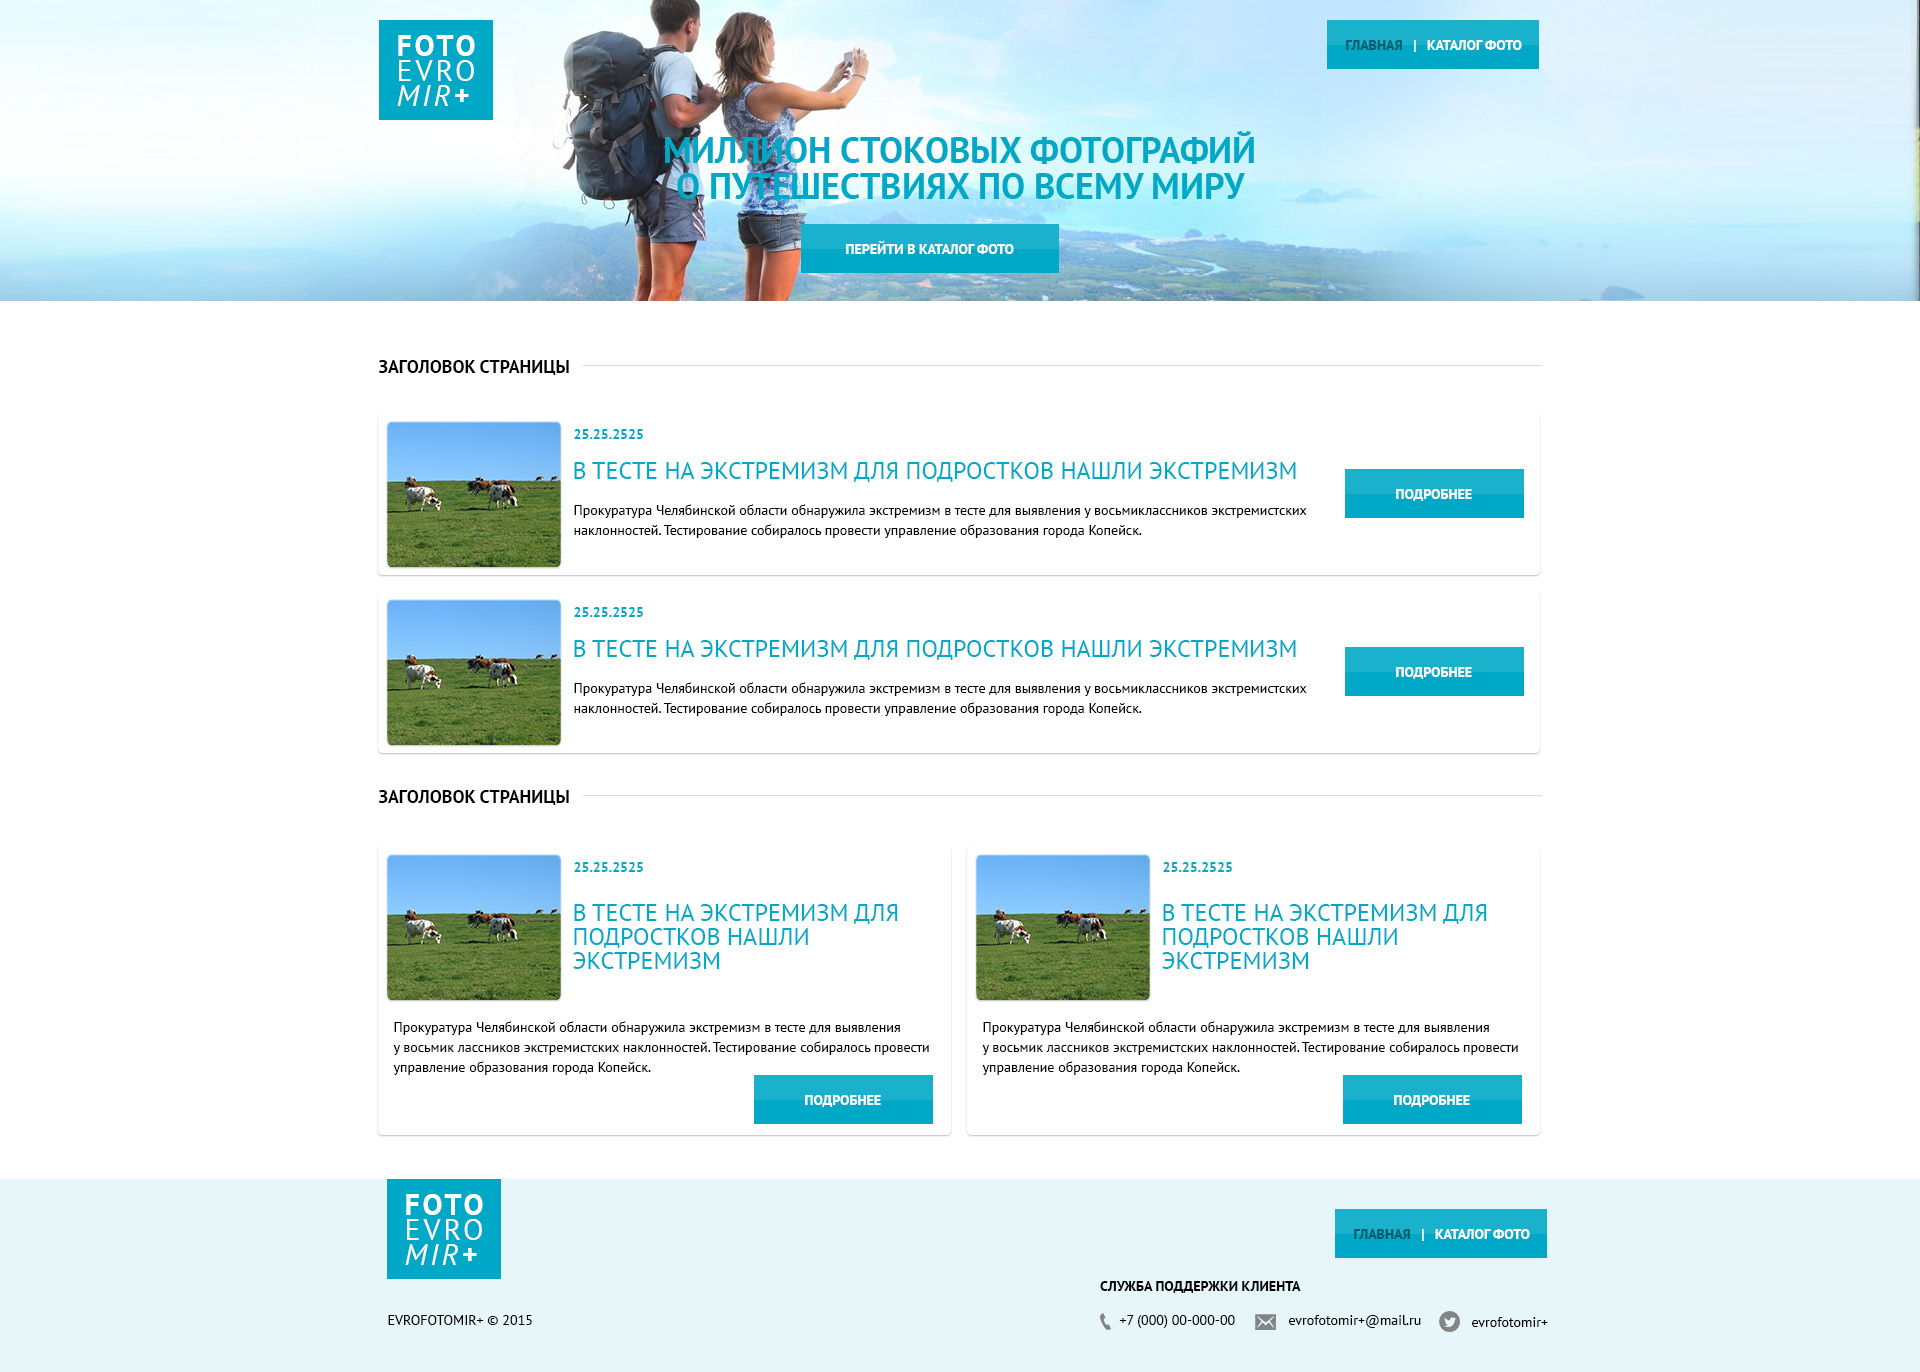 FOTO
EVRO
MIR+
ГЛАВНАЯ | КАТАЛОГ ФОТО
МИЛЛИОН СТОКОВЫХ ФОТОГРАФИЙ
О ПУТЕШЕСТВИЯХ ПО ВСЕМУ МИРУ
ПЕРЕЙТИ В КАТАЛОГ ФОТО
ЗАГОЛОВОК СТРАНИЦЫ
25.25.2525
В ТЕСТЕ НА ЭКСТРЕМИЗМ ДЛЯ ПОДРОСТКОВ НАШЛИ ЭКСТРЕМИЗМ
Прокуратура Челябинской области обнаружила экстремизм в тесте для выявления у восьмиклассников экстремистских
наклонностей. Тестирование собиралось провести управление образования города Копейск.
ПОДРОБНЕЕ
25.25.2525
В ТЕСТЕ НА ЭКСТРЕМИЗМ ДЛЯ ПОДРОСТКОВ НАШЛИ ЭКСТРЕМИЗМ
Прокуратура Челябинской области обнаружила экстремизм в тесте для выявления у восьмиклассников экстремистских
наклонностей. Тестирование собиралось провести управление образования города Копейск.
ПОДРОБНЕЕ
ЗАГОЛОВОК СТРАНИЦЫ
25.25.2525
В ТЕСТЕ НА ЭКСТРЕМИЗМ ДЛЯ
ПОДРОСТКОВ НАШЛИ
ЭКСТРЕМИЗМ
Прокуратура Челябинской области обнаружила экстремизм в тесте для выявления
у восьмик лассников экстремистских наклонностей. Тестирование собиралось провести
управление образования города Копейск.
ПОДРОБНЕЕ
25.25.2525
В ТЕСТЕ НА ЭКСТРЕМИЗМ ДЛЯ
ПОДРОСТКОВ НАШЛИ
ЭКСТРЕМИЗМ
Прокуратура Челябинской области обнаружила экстремизм в тесте для выявления
у восьмик лассников экстремистских наклонностей. Тестирование собиралось провести
управление образования города Копейск.
ПОДРОБНЕЕ
FOTO
EVRO
MIR+
ГЛАВНАЯ | КАТАЛОГ ФОТО
СЛУЖБА ПОДДЕРЖКИ КЛИЕНТА
EVROFOTOMIR+ © 2015
+7 (000) 00-000-00
evrofotomir+@mail.ru
evrofotomir+